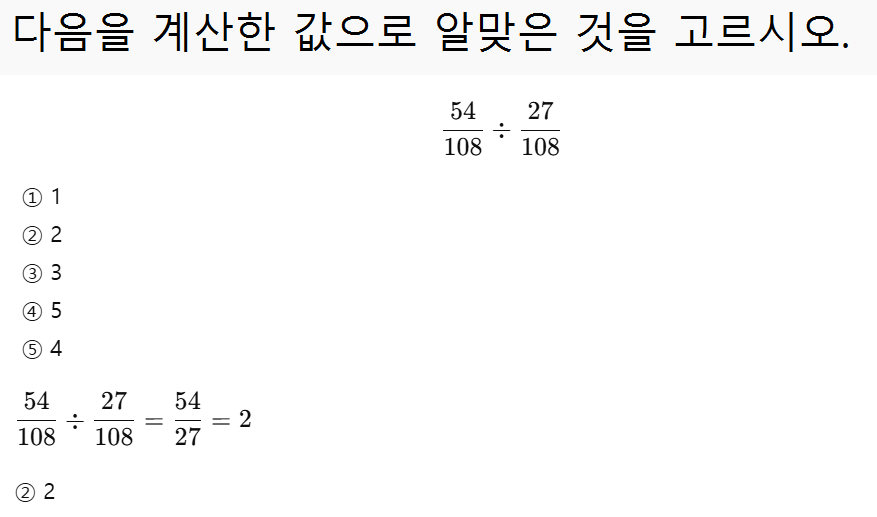 다음을 계산한 값으로 알맞은 것을 고르시오.
54/108 ÷ 27/108
① 1
② 2
③ 3
④ 5
⑤ 4
54/108 ÷ 27/108 = 54/27 = 2
② 2